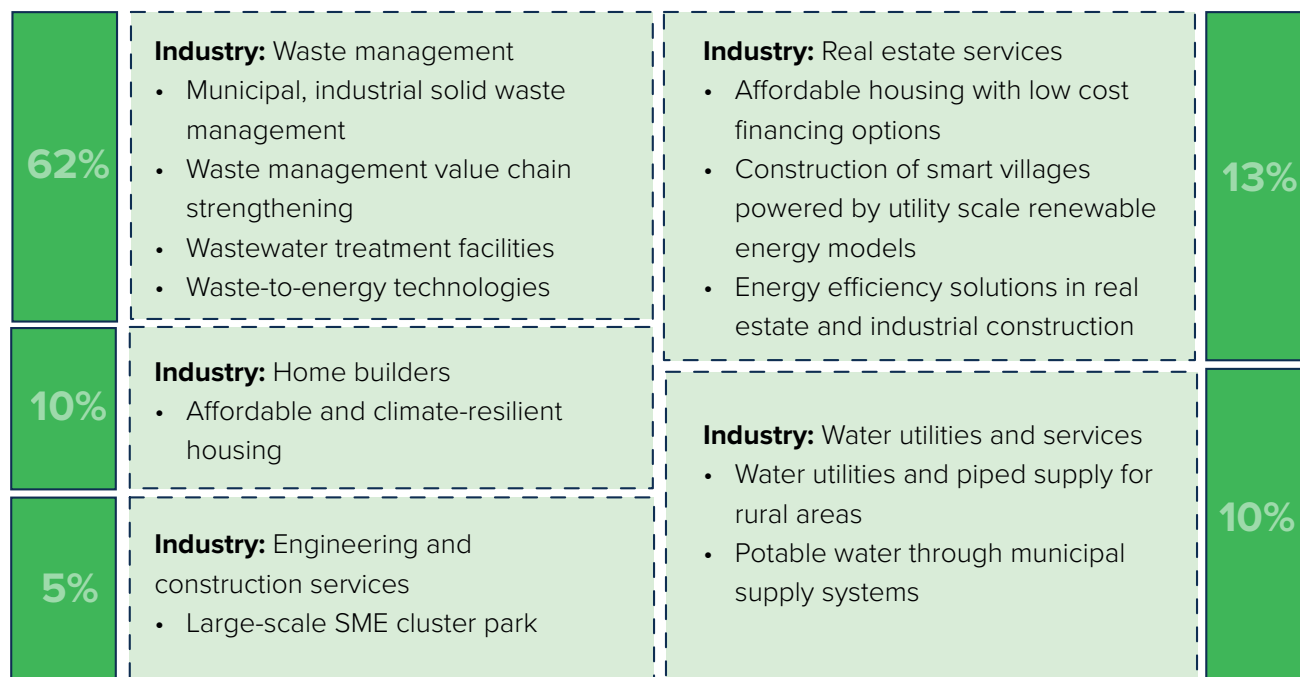 62%
Industry: Waste management
• Municipal, industrial solid waste
management
• Waste management value chain
strengthening
• Wastewater treatment facilities
• Waste-to-energy technologies
10%
Industry: Home builders
• Affordable and climate-resilient
housing
5%
Industry: Engineering and
construction services
• Large-scale SME cluster park
Industry: Real estate services
• Affordable housing with low cost
financing options
• Construction of smart villages
powered by utility scale renewable
energy models
• Energy efficiency solutions in real
estate and industrial construction
13%
Industry: Water utilities and services
• Water utilities and piped supply for
rural areas
• Potable water through municipal
supply systems
10%